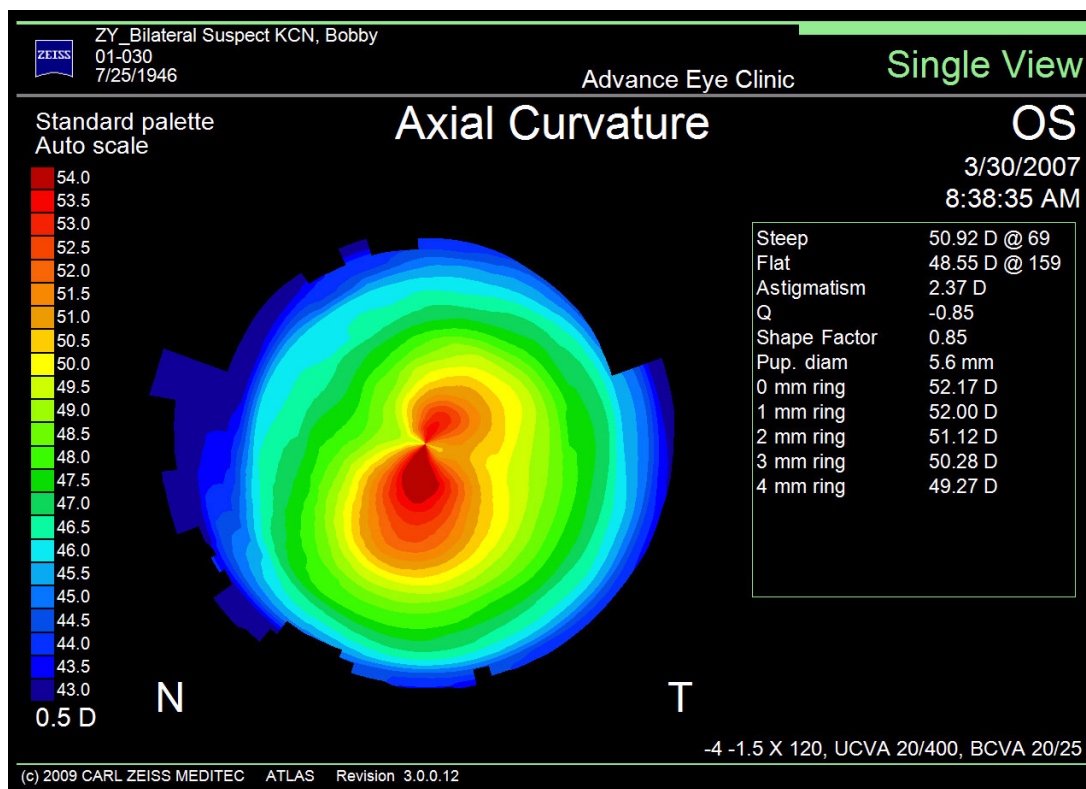 ZEISS
ZY_Bilateral Suspect KCN, Bobby
01-030
7/25/1946
Advance Eye Clinic
Single View
Standard palette
Auto scale
Axial Curvature
OS
3/30/2007
8:38:35 AM
54.0
53.5
53.0
52.5
52.0
51.5
51.0
50.5
50.0
49.5
49.0
48.5
48.0
47.5
47.0
46.5
46.0
45.5
45.0
44.5
44.0
43.5
43.0
0.5 D
Steep 50.92 D @ 69
Flat 48.55 D @ 159
Astigmatism 2.37 D
Q -0.85
Shape Factor 0.85
Pup. diam 5.6 mm
0 mm ring 52.17 D
1 mm ring 52.00 D
2 mm ring 51.12 D
3 mm ring 50.28 D
4 mm ring 49.27 D
N T
-4 -1.5 X 120, UCVA 20/400, BCVA 20/25
(c) 2009 CARL ZEISS MEDITEC ATLAS Revision 3.0.0.12